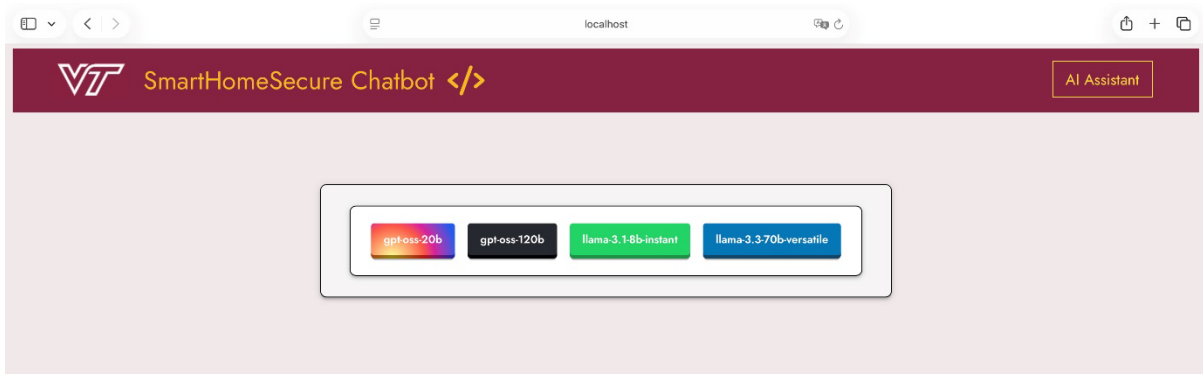 localhost
VT SmartHomeSecure Chatbot </>
AI Assistant
gpt-oss-20b gpt-oss-120b llama-3.1-8b-instant llama-3.3-70b-versatile